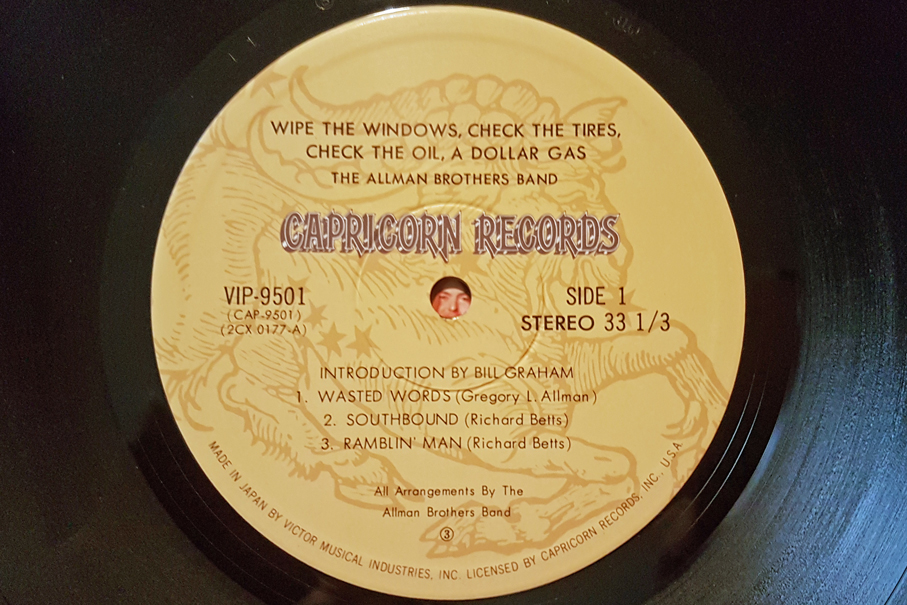 WIPE THE WINDOWS, CHECK THE TIRES,
CHECK THE OIL, A DOLLAR GAS
THE ALLMAN BROTHERS BAND
CAPRICORN RECORDS
VIP-9501
(CAP-9501)
(2CX 0177-A)
SIDE 1
STEREO 33 1/3
INTRODUCTION BY BILL GRAHAM
1. WASTED WORDS (Gregory L. Allman)
2. SOUTHBOUND (Richard Betts)
3. RAMBLIN' MAN (Richard Betts)
All Arrangements By The
Allman Brothers Band
③
MADE IN JAPAN BY VICTOR MUSICAL INDUSTRIES, INC. LICENSED BY CAPRICORN RECORDS, INC. U.S.A.